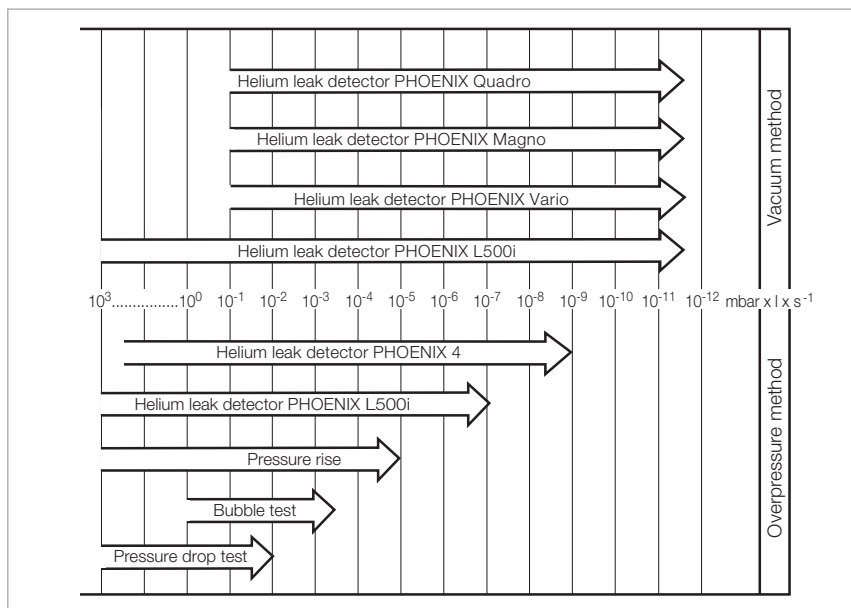 Helium leak detector PHOENIX Quadro
Helium leak detector PHOENIX Magno
Helium leak detector PHOENIX Vario
Helium leak detector PHOENIX L500i
Vacuum method
10³................10⁰ 10⁻¹ 10⁻² 10⁻³ 10⁻⁴ 10⁻⁵ 10⁻⁶ 10⁻⁷ 10⁻⁸ 10⁻⁹ 10⁻¹⁰ 10⁻¹¹ 10⁻¹² mbar x l x s⁻¹
Helium leak detector PHOENIX 4
Helium leak detector PHOENIX L500i
Pressure rise
Bubble test
Pressure drop test
Overpressure method